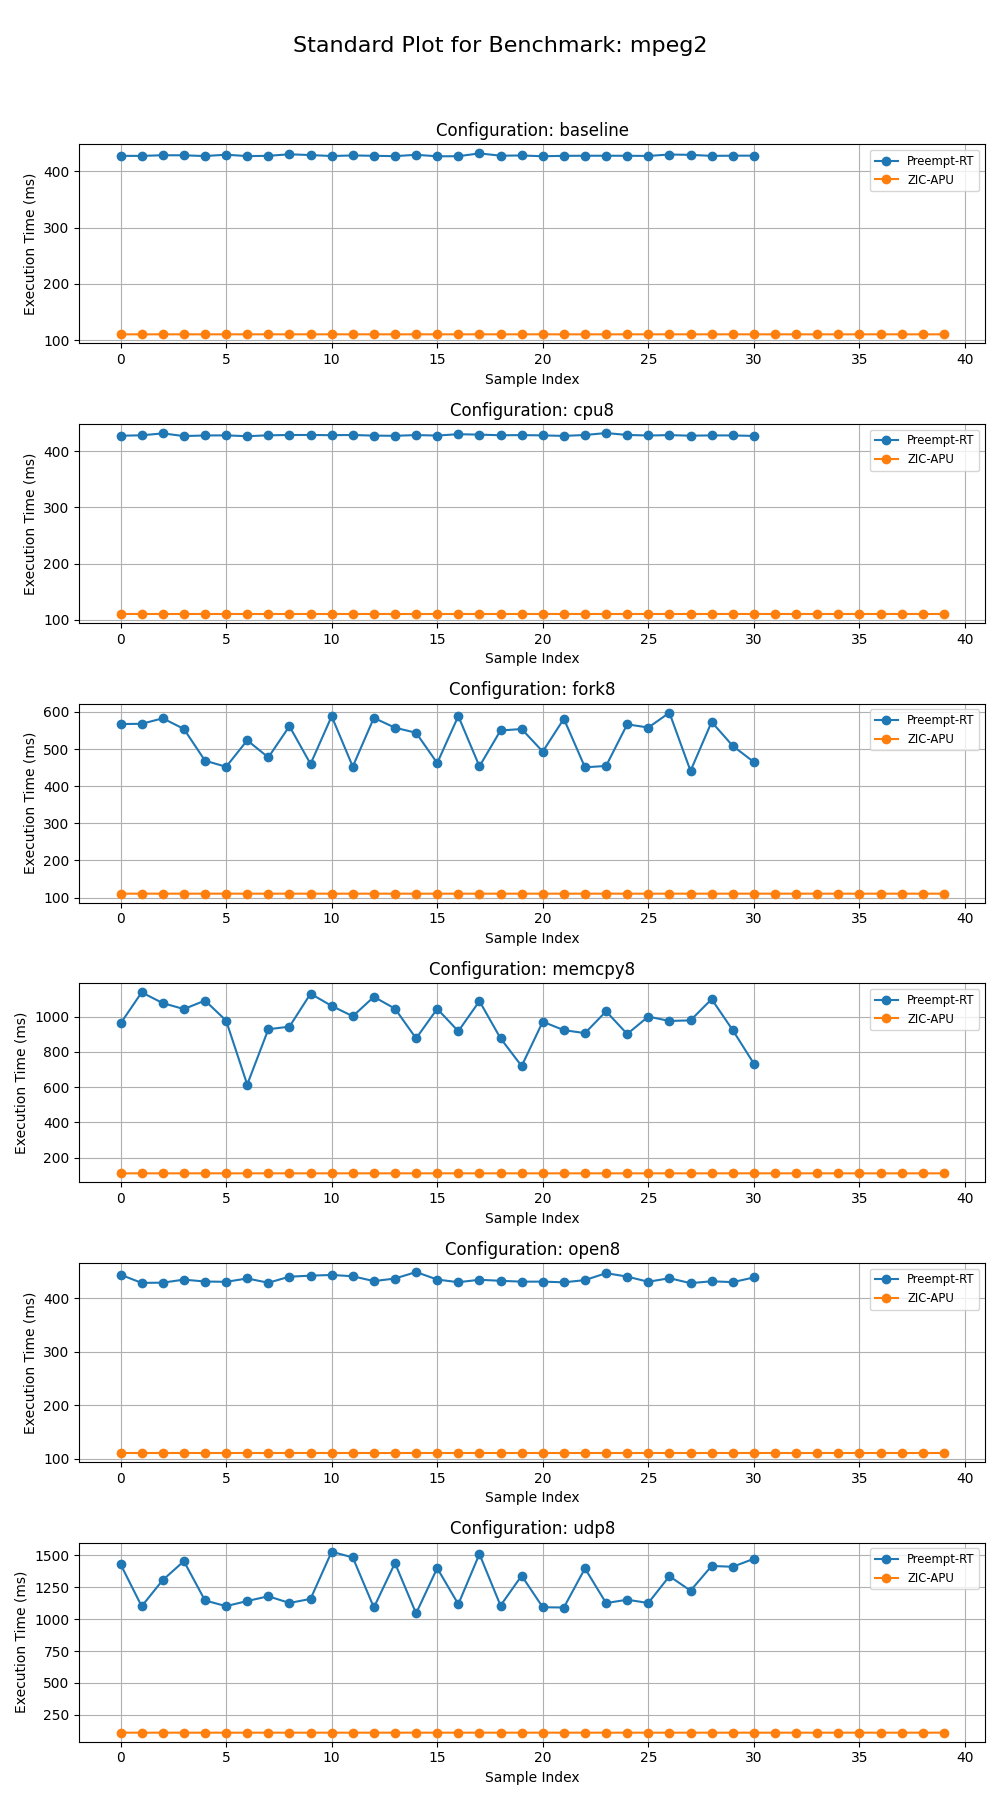 Standard Plot for Benchmark: mpeg2
Configuration: baseline
Execution Time (ms)
400
300
200
100
Preempt-RT
ZIC-APU
0 5 10 15 20 25 30 35 40
Sample Index
Configuration: cpu8
Execution Time (ms)
400
300
200
100
Preempt-RT
ZIC-APU
0 5 10 15 20 25 30 35 40
Sample Index
Configuration: fork8
Execution Time (ms)
600
500
400
300
200
100
Preempt-RT
ZIC-APU
0 5 10 15 20 25 30 35 40
Sample Index
Configuration: memcpy8
Execution Time (ms)
1000
800
600
400
200
Preempt-RT
ZIC-APU
0 5 10 15 20 25 30 35 40
Sample Index
Configuration: open8
Execution Time (ms)
400
300
200
100
Preempt-RT
ZIC-APU
0 5 10 15 20 25 30 35 40
Sample Index
Configuration: udp8
Execution Time (ms)
1500
1250
1000
750
500
250
Preempt-RT
ZIC-APU
0 5 10 15 20 25 30 35 40
Sample Index